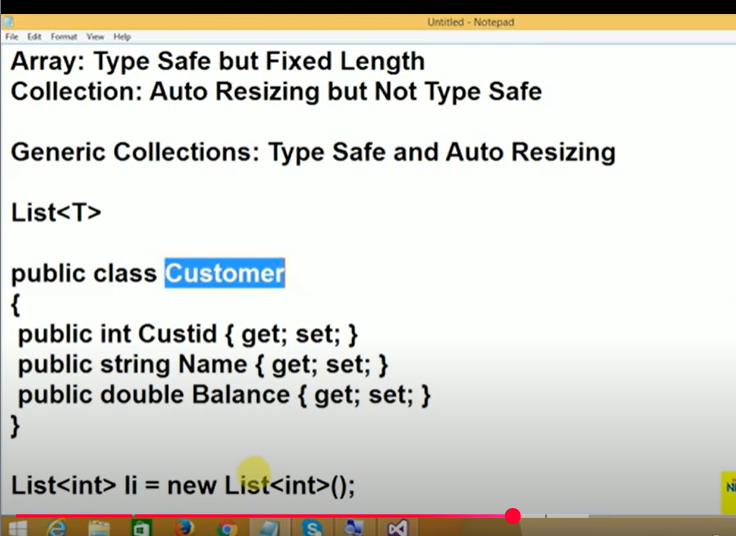 Untitled - Notepad
File Edit Format View Help
Array: Type Safe but Fixed Length
Collection: Auto Resizing but Not Type Safe
Generic Collections: Type Safe and Auto Resizing
List<T>
public class Customer
{
public int Custid { get; set; }
public string Name { get; set; }
public double Balance { get; set; }
}
List<int> li = new List<int>();